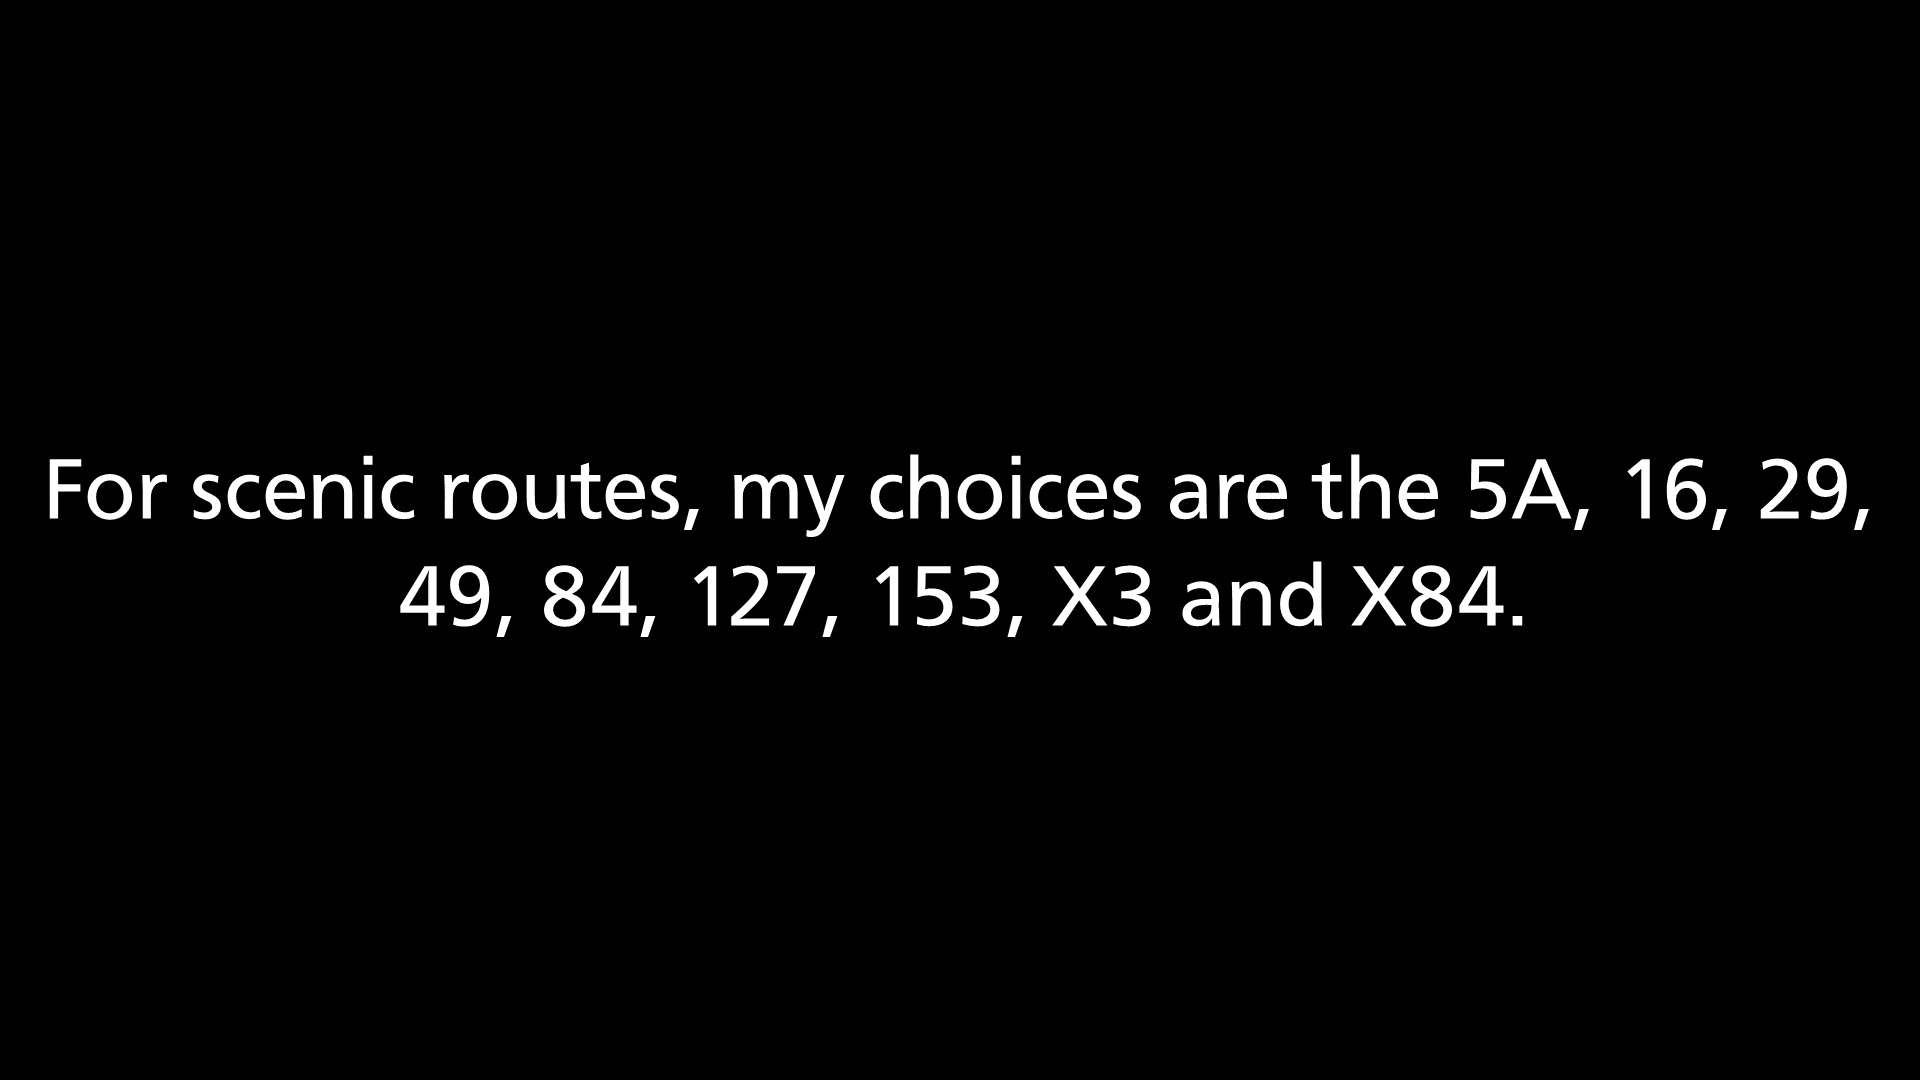 For scenic routes, my choices are the 5A, 16, 29,
49, 84, 127, 153, X3 and X84.